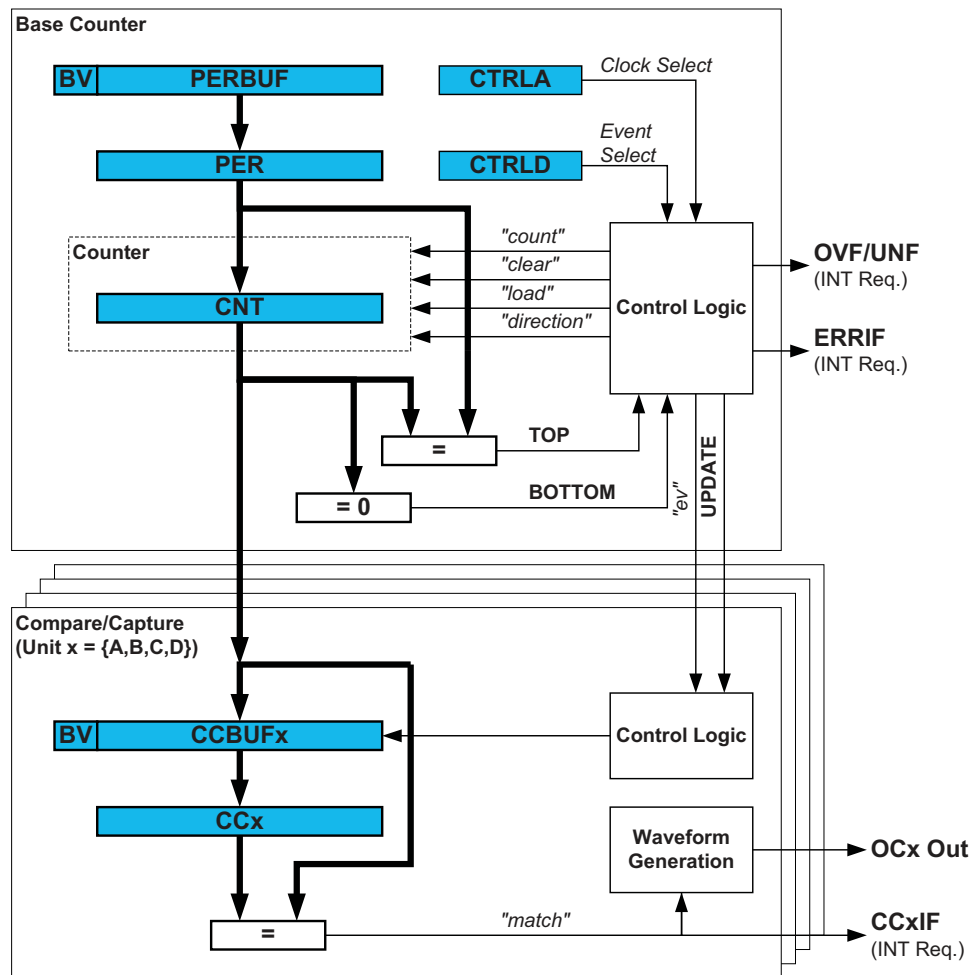 Base Counter
BV PERBUF
CTRLA
Clock Select
PER
CTRLD
Event
Select
Counter
CNT
"count"
"clear"
"load"
"direction"
Control Logic
OVF/UNF
(INT Req.)
ERRIF
(INT Req.)
=
TOP
= 0
BOTTOM
"ev"
UPDATE
Compare/Capture
(Unit x = {A,B,C,D})
BV CCBUFx
Control Logic
CCx
Waveform
Generation
OCx Out
=
"match"
CCxIF
(INT Req.)